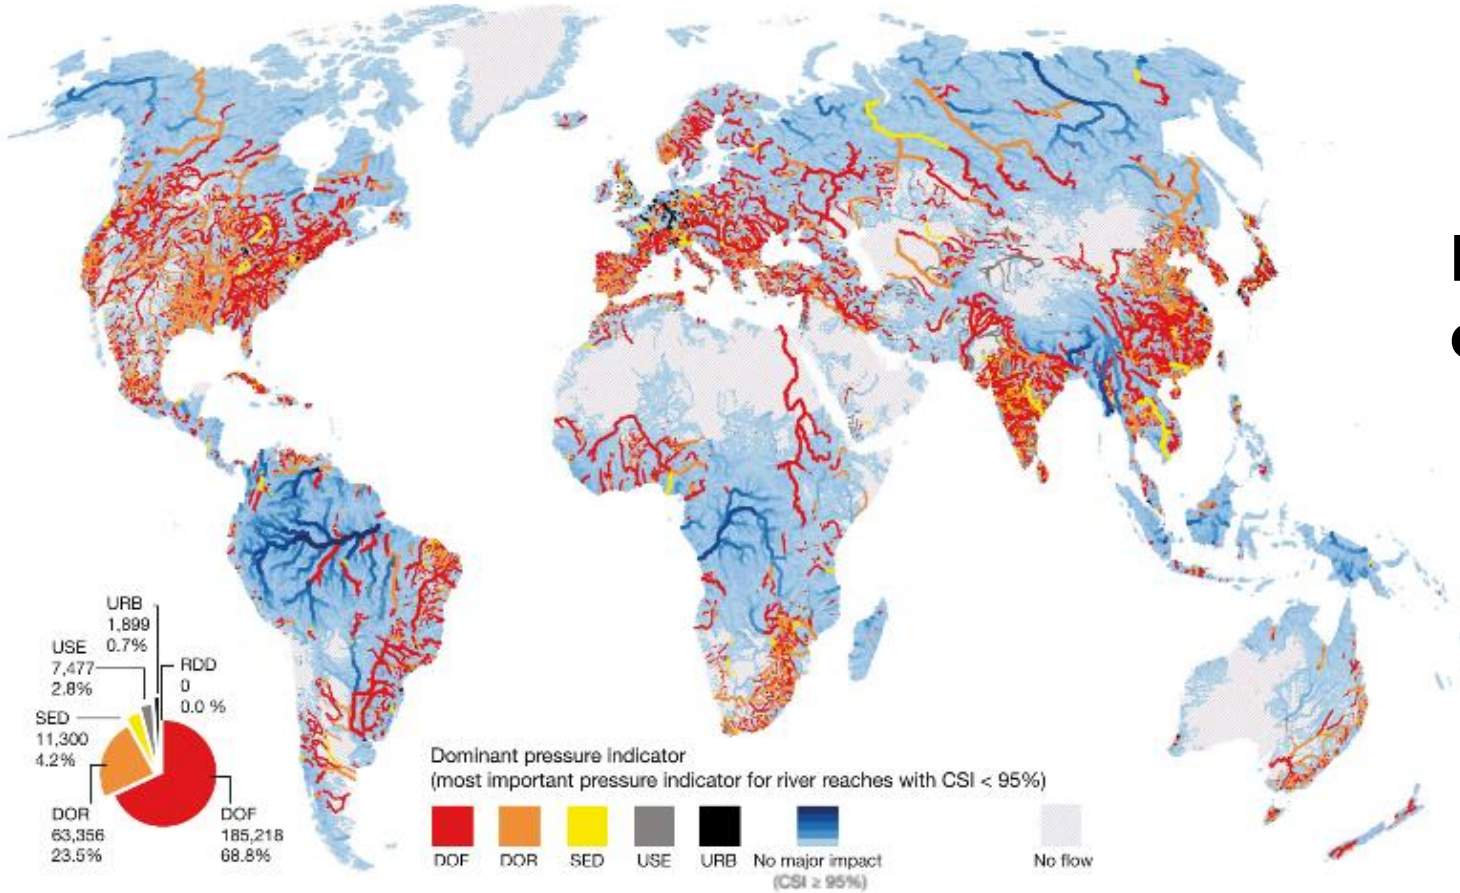 URB
1,899
0.7%
USE
7,477
2.8%
RDD
0
0.0 %
SED
11,300
4.2%
DOR
63,356
23.5%
DOF
185,218
68.8%
Dominant pressure indicator
(most important pressure indicator for river reaches with CSI < 95%)
DOF DOR SED USE URB No major impact No flow
(CSI ≥ 95%)